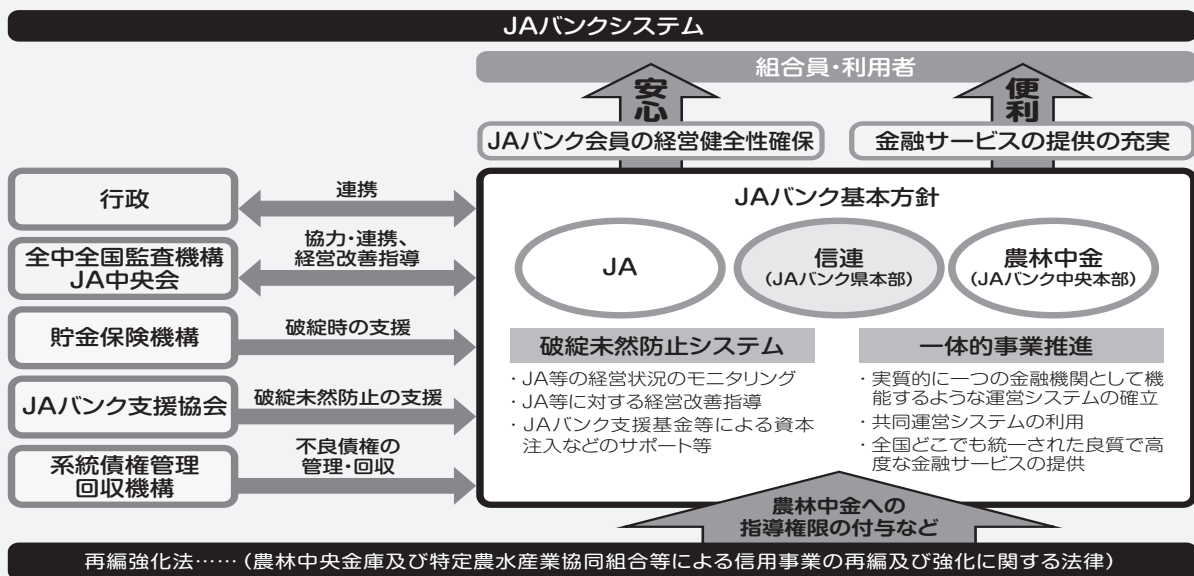 JAバンクシステム
組合員・利用者
安心
便利
JAバンク会員の経営健全性確保
金融サービスの提供の充実
行政
連携
全中全国監査機構
JA中央会
協力・連携、
経営改善指導
貯金保険機構
破綻時の支援
JAバンク支援協会
破綻未然防止の支援
系統債権管理
回収機構
不良債権の
管理・回収
JAバンク基本方針
JA
信連
（JAバンク県本部）
農林中金
（JAバンク中央本部）
破綻未然防止システム
・JA等の経営状況のモニタリング
・JA等に対する経営改善指導
・JAバンク支援基金等による資本
注入などのサポート等
一体的事業推進
・実質的に一つの金融機関として機
能するような運営システムの確立
・共同運営システムの利用
・全国どこでも統一された良質で高
度な金融サービスの提供
農林中金への
指導権限の付与など
再編強化法……（農林中央金庫及び特定農水産業協同組合等による信用事業の再編及び強化に関する法律）